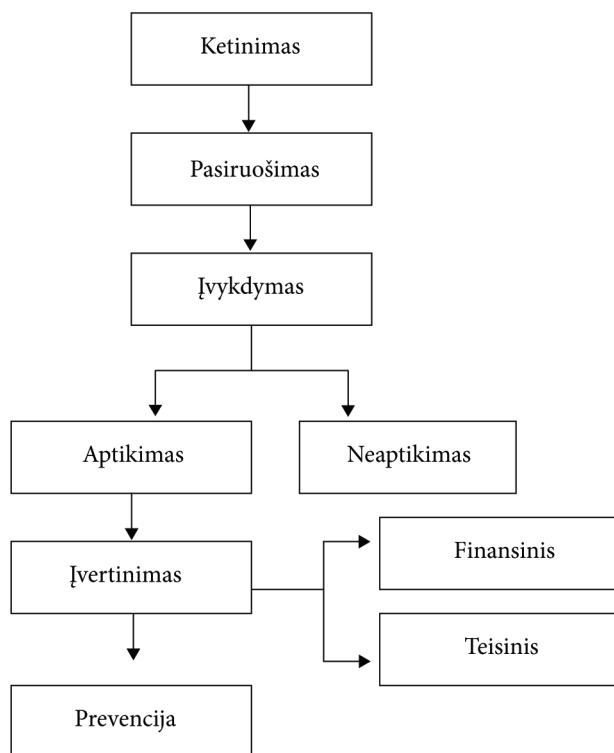 Ketinimas
Pasiruošimas
Įvykdymas
Aptikimas
Neaptikimas
Įvertinimas
Finansinis
Teisinis
Prevencija